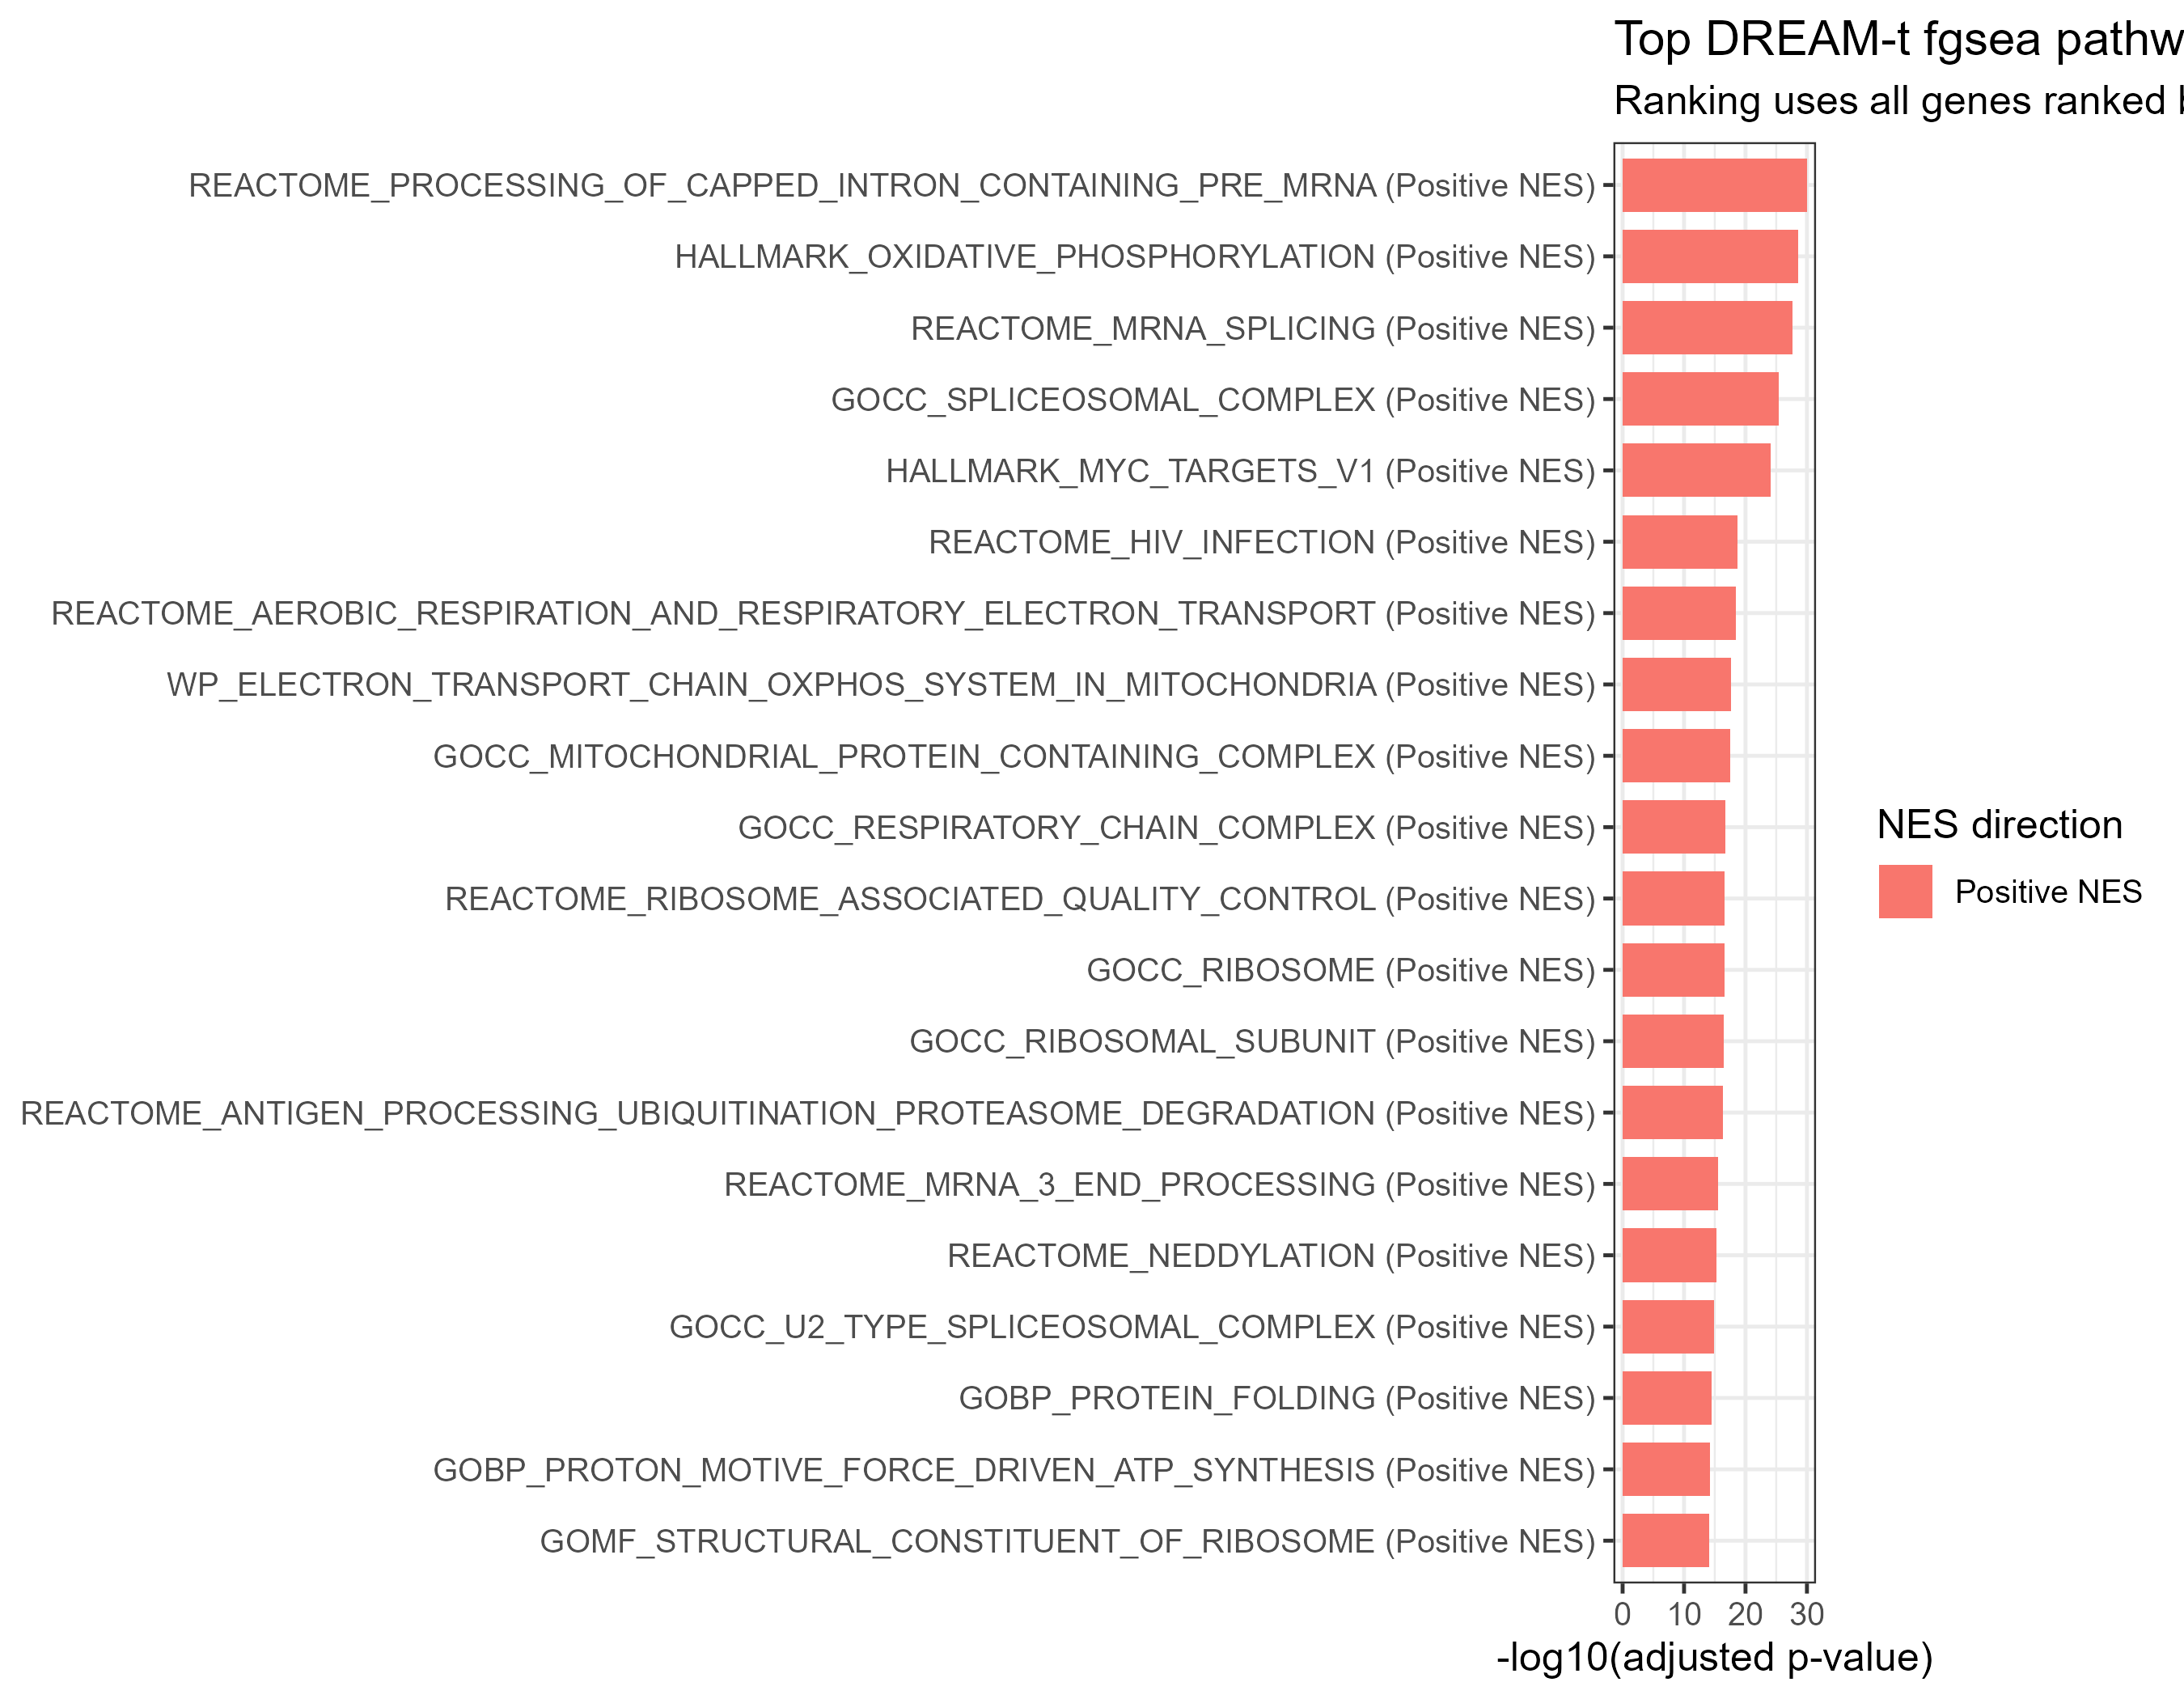 Top DREAM-t fgsea pathw
Ranking uses all genes ranked
REACTOME_PROCESSING_OF_CAPPED_INTRON_CONTAINING_PRE_MRNA (Positive NES)
HALLMARK_OXIDATIVE_PHOSPHORYLATION (Positive NES)
REACTOME_MRNA_SPLICING (Positive NES)
GOCC_SPLICEOSOMAL_COMPLEX (Positive NES)
HALLMARK_MYC_TARGETS_V1 (Positive NES)
REACTOME_HIV_INFECTION (Positive NES)
REACTOME_AEROBIC_RESPIRATION_AND_RESPIRATORY_ELECTRON_TRANSPORT (Positive NES)
WP_ELECTRON_TRANSPORT_CHAIN_OXPHOS_SYSTEM_IN_MITOCHONDRIA (Positive NES)
GOCC_MITOCHONDRIAL_PROTEIN_CONTAINING_COMPLEX (Positive NES)
GOCC_RESPIRATORY_CHAIN_COMPLEX (Positive NES)
REACTOME_RIBOSOME_ASSOCIATED_QUALITY_CONTROL (Positive NES)
GOCC_RIBOSOME (Positive NES)
GOCC_RIBOSOMAL_SUBUNIT (Positive NES)
REACTOME_ANTIGEN_PROCESSING_UBIQUITINATION_PROTEASOME_DEGRADATION (Positive NES)
REACTOME_MRNA_3_END_PROCESSING (Positive NES)
REACTOME_NEDDYLATION (Positive NES)
GOCC_U2_TYPE_SPLICEOSOMAL_COMPLEX (Positive NES)
GOBP_PROTEIN_FOLDING (Positive NES)
GOBP_PROTON_MOTIVE_FORCE_DRIVEN_ATP_SYNTHESIS (Positive NES)
GOMF_STRUCTURAL_CONSTITUENT_OF_RIBOSOME (Positive NES)
0 10 20 30
-log10(adjusted p-value)
NES direction
Positive NES